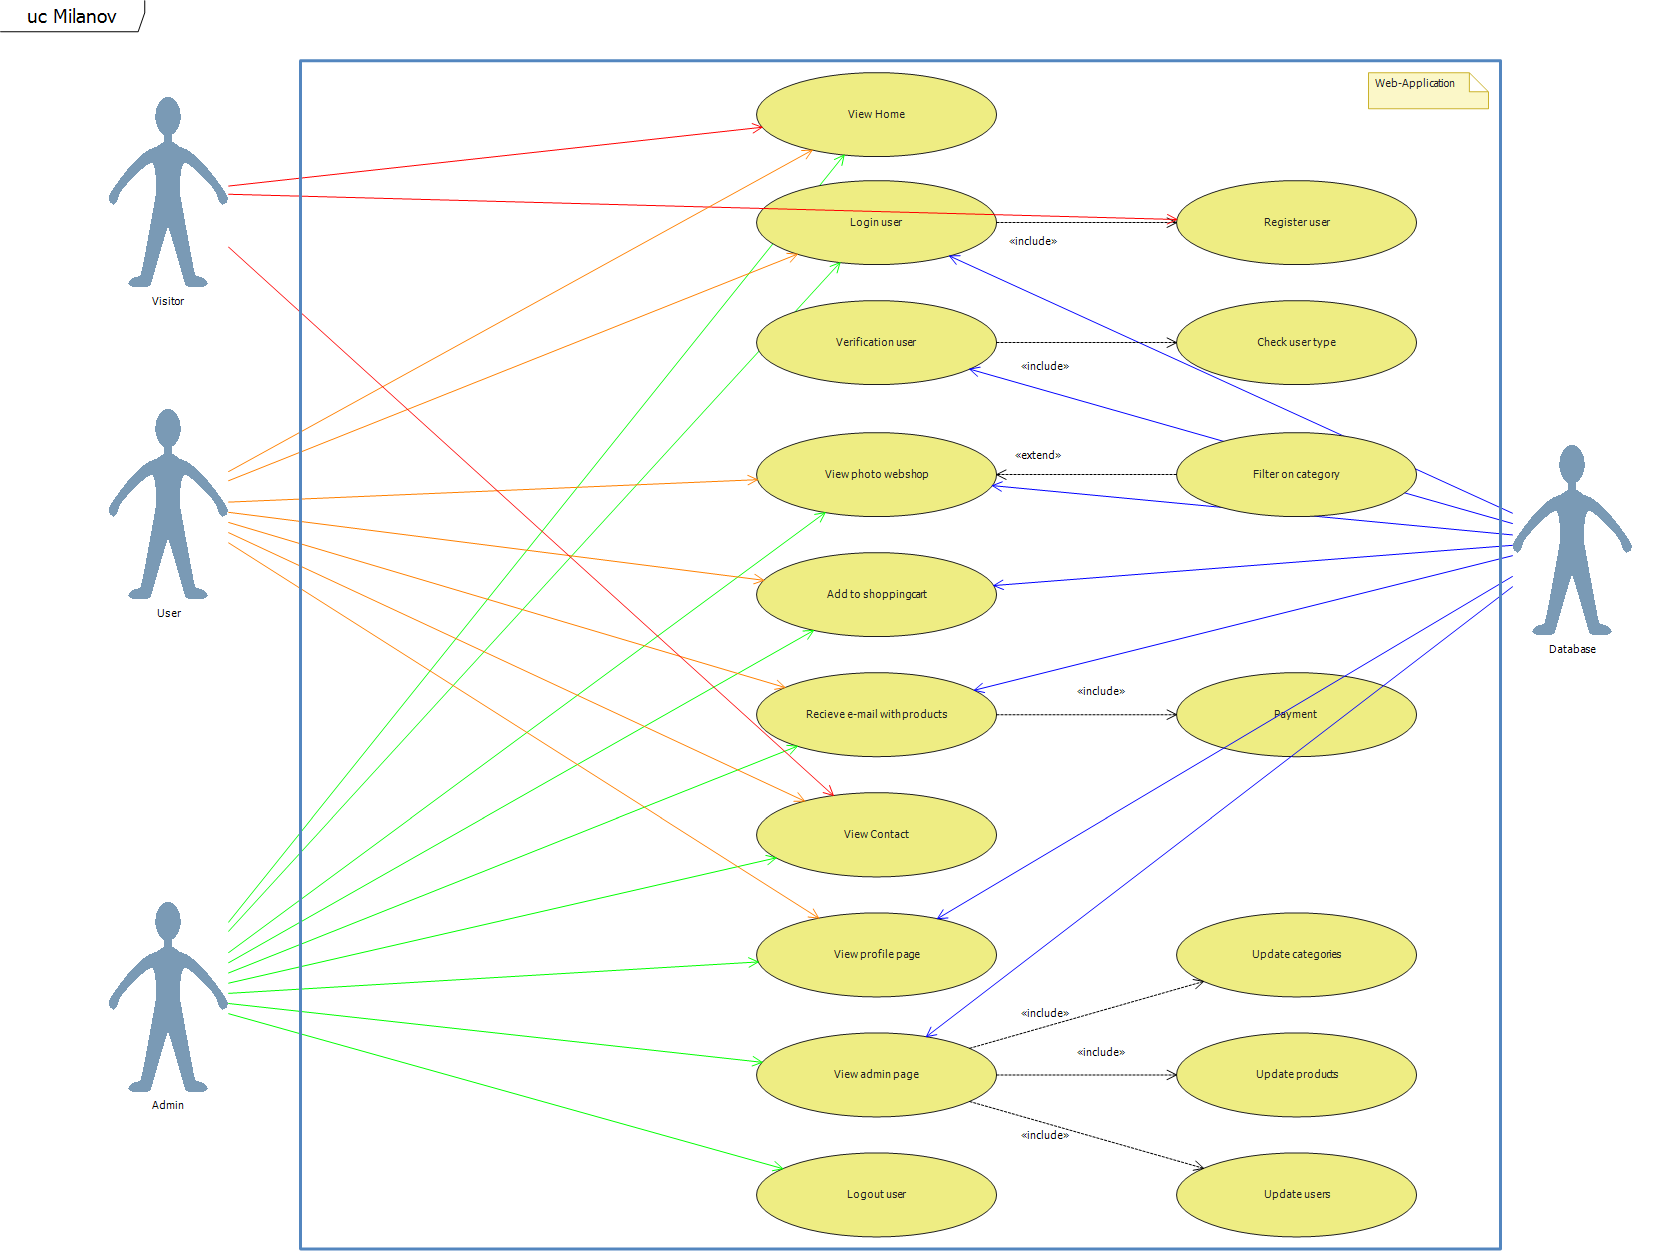 uc Milanov
Web-Application
View Home
Login user
Register user
«include»
Visitor
Verification user
Check user type
«include»
«extend»
View photo webshop
Filter on category
Add to shoppingcart
User
Database
«include»
Recieve e-mail with products
Payment
View Contact
View profile page
Update categories
«include»
«include»
View admin page
Update products
Admin
«include»
Logout user
Update users